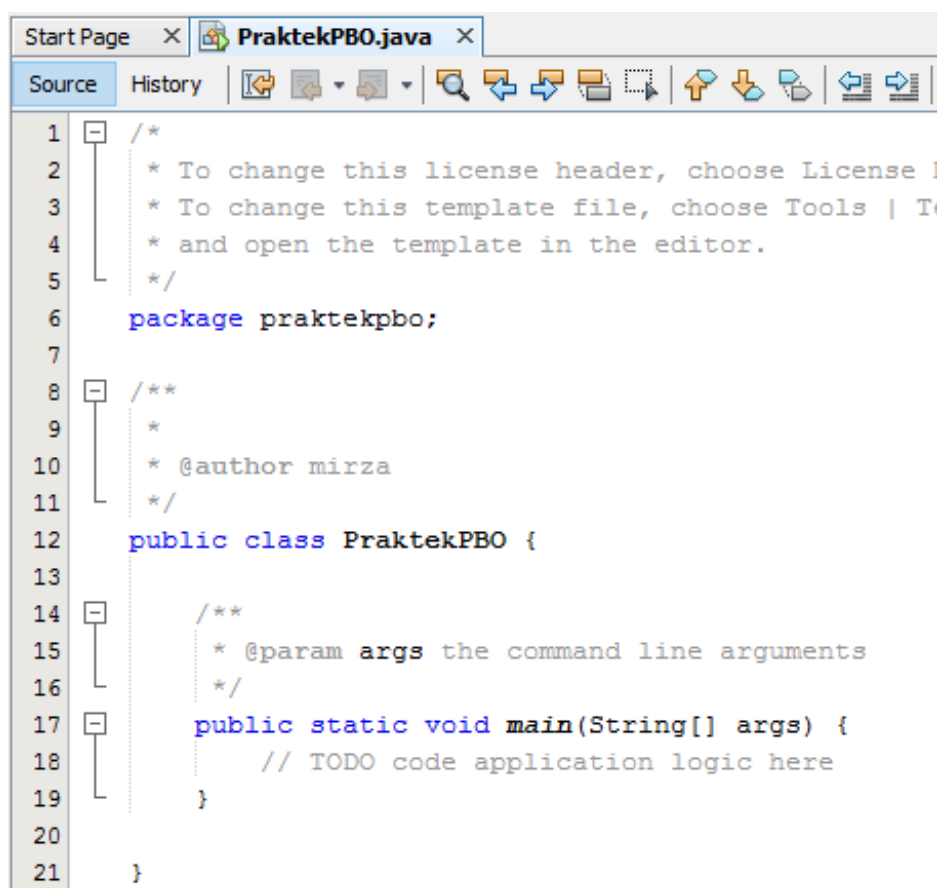 Start Page PraktekPBO.java
Source History
1 /*
2 * To change this license header, choose License
3 * To change this template file, choose Tools |
4 * and open the template in the editor.
5 */
6 package praktekpbo;
7
8 /**
9 *
10 * @author mirza
11 */
12 public class PraktekPBO {
13
14 /**
15 * @param args the command line arguments
16 */
17 public static void main(String[] args) {
18 // TODO code application logic here
19 }
20
21 }